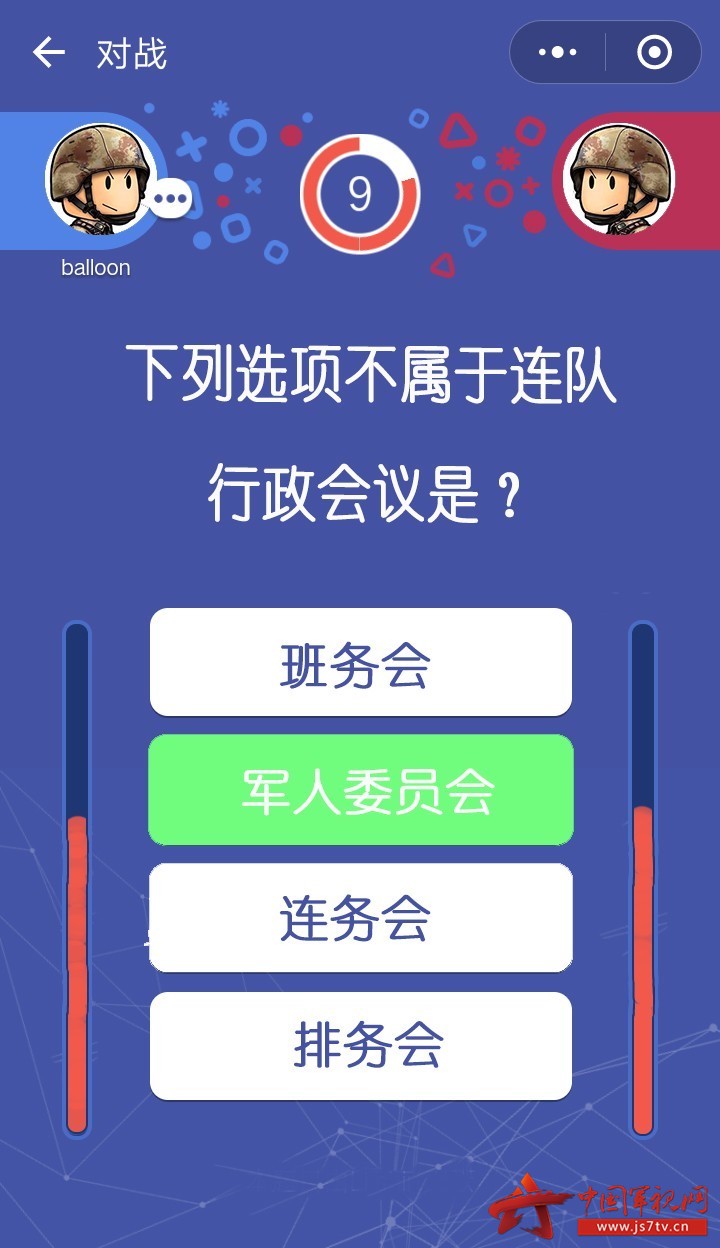 对战
9
balloon
下列选项不属于连队
行政会议是？
班务会
军人委员会
连务会
排务会
中国军视网
www.js7tv.cn